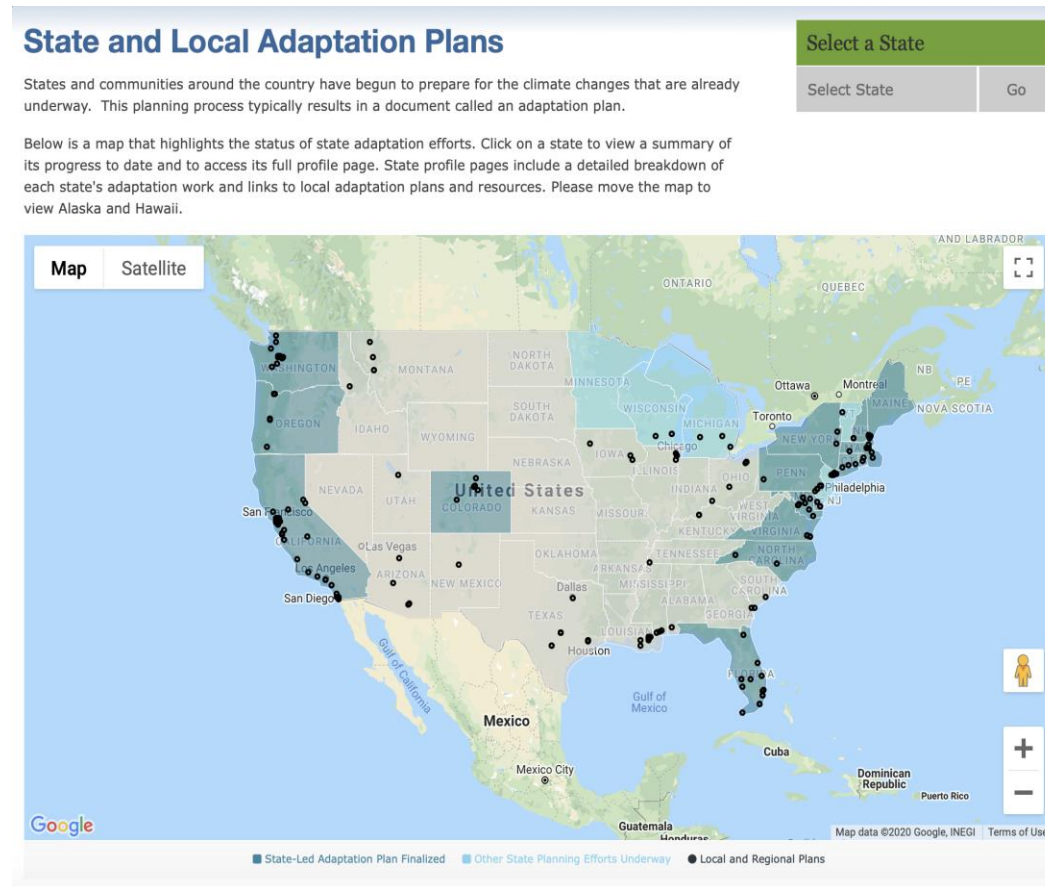 State and Local Adaptation Plans
Select a State
States and communities around the country have begun to prepare for the climate changes that are already
underway. This planning process typically results in a document called an adaptation plan.
Select State
Go
Below is a map that highlights the status of state adaptation efforts. Click on a state to view a summary of
its progress to date and to access its full profile page. State profile pages include a detailed breakdown of
each state's adaptation work and links to local adaptation plans and resources. Please move the map to
view Alaska and Hawaii.
Map
Satellite
AND LABRADOR
ONTARIO
QUEBEC
WASHINGTON
MONTANA
NORTH
DAKOTA
MINNESOTA
Ottawa
Montreal
NB
PE
MAINE
NOVA SCOTIA
OREGON
IDAHO
SOUTH
DAKOTA
WISCONSIN
MICHIGAN
Toronto
VT
NH
NEW YORK
WYOMING
IOWA
Chicago
NEBRASKA
ILLINOIS
INDIANA
OHIO
PENN
Philadelphia
NJ
NEVADA
UTAH
United States
COLORADO
KANSAS
MISSOURI
WEST
VIRGINIA
VIRGINIA
KENTUCKY
San Francisco
CALIFORNIA
Las Vegas
OKLAHOMA
TENNESSEE
NORTH
CAROLINA
Los Angeles
ARIZONA
NEW MEXICO
ARKANSAS
MISSISSIPPI
SOUTH
CAROLINA
San Diego
Dallas
ALABAMA
GEORGIA
TEXAS
LOUISIANA
Houston
FLORIDA
Gulf of
California
Gulf of
Mexico
Mexico
Cuba
Mexico City
Dominican
Republic
Puerto Rico
Guatemala
Honduras
Google
Map data ©2020 Google, INEGI
Terms of Use
State-Led Adaptation Plan Finalized
Other State Planning Efforts Underway
Local and Regional Plans